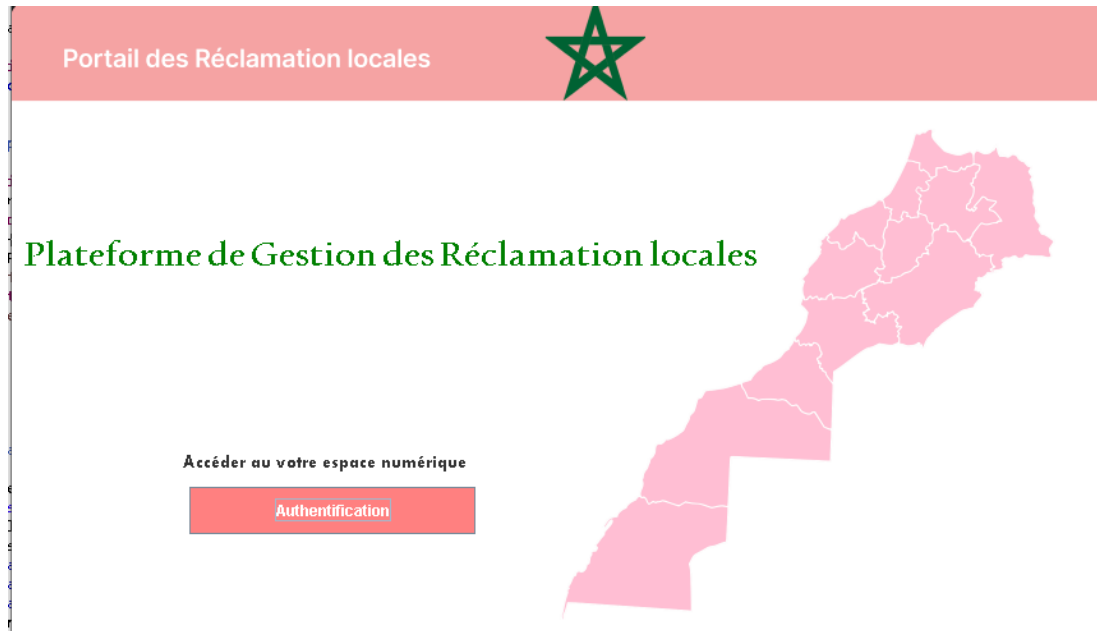 Portail des Réclamation locales
Plateforme de Gestion des Réclamation locales
Accéder au votre espace numérique
Authentification